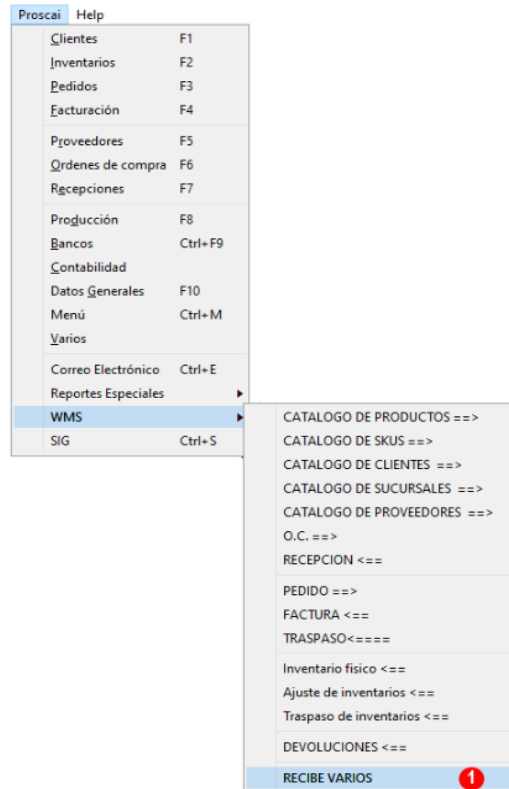 Proscai Help
Clientes F1
Inventarios F2
Pedidos F3
Facturación F4
Proveedores F5
Ordenes de compra F6
Recepciones F7
Producción F8
Bancos Ctrl+F9
Contabilidad
Datos Generales F10
Menú Ctrl+M
Varios
Correo Electrónico Ctrl+E
Reportes Especiales
WMS
SIG Ctrl+S
CATALOGO DE PRODUCTOS ==>
CATALOGO DE SKUS ==>
CATALOGO DE CLIENTES ==>
CATALOGO DE SUCURSALES ==>
CATALOGO DE PROVEEDORES ==>
O.C. ==>
RECEPCION <==
PEDIDO ==>
FACTURA <==
TRASPASO<====
Inventario fisico <==
Ajuste de inventarios <==
Traspaso de inventarios <==
DEVOLUCIONES <==
RECIBE VARIOS 1